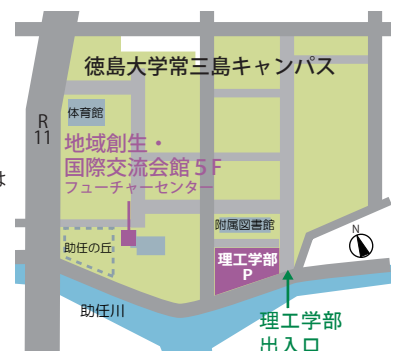 徳島大学常三島キャンパス
R
11
体育館
地域創生・
国際交流会館５F
フューチャーセンター
は
附属図書館
N
助任の丘
理工学部
P
助任川
理工学部
出入口